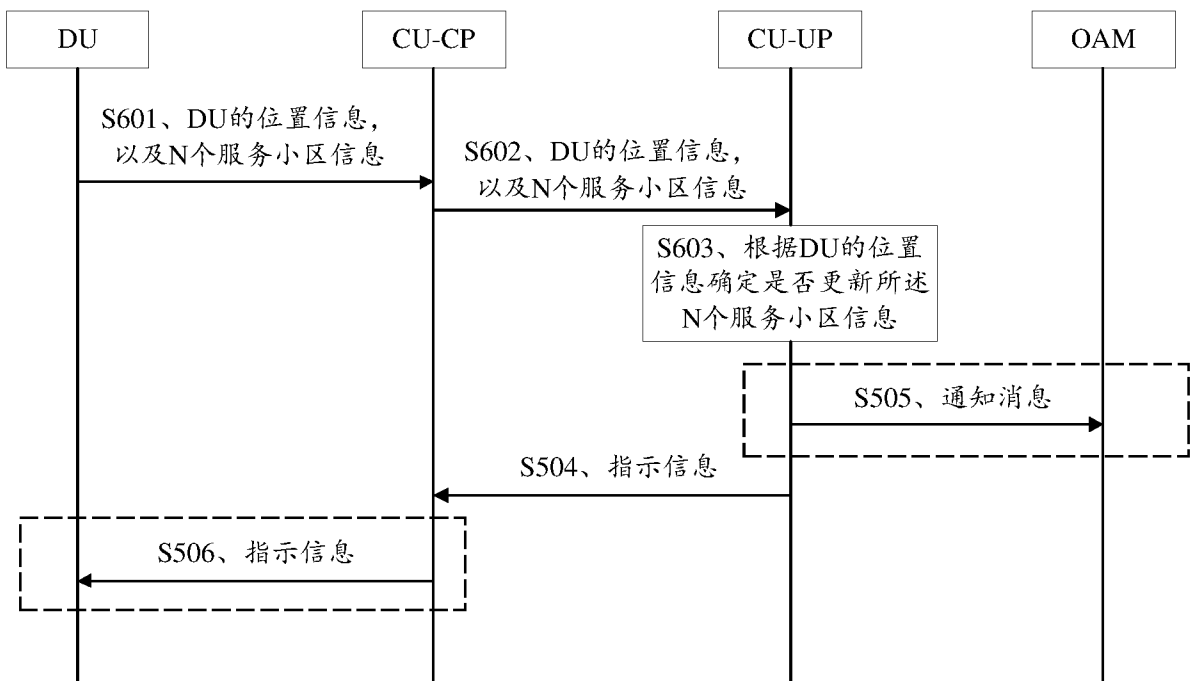 DU
CU-CP
CU-UP
OAM
S601、DU的位置信息，
以及N个服务小区信息
S602、DU的位置信息，
以及N个服务小区信息
S603、根据DU的位置
信息确定是否更新所述
N个服务小区信息
S505、通知消息
S504、指示信息
S506、指示信息